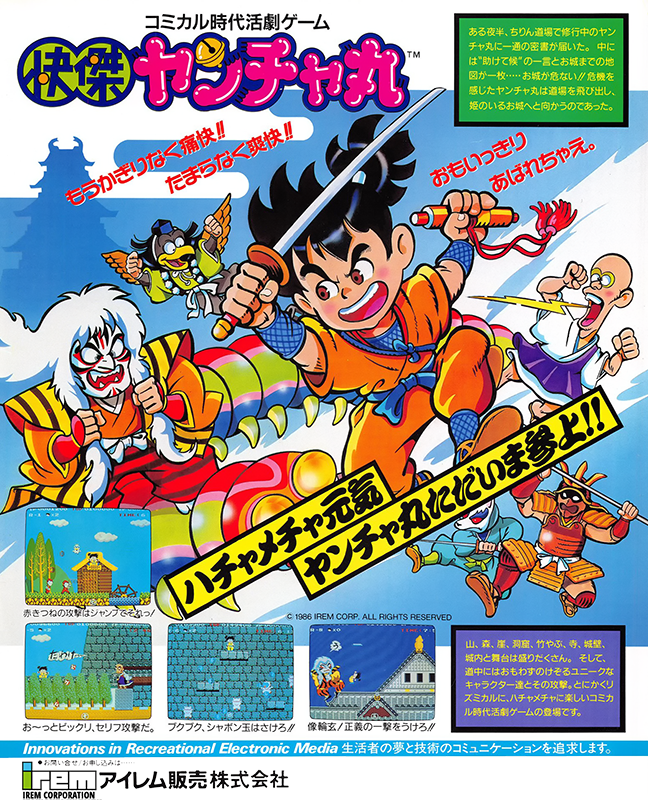 コミカル時代活劇ゲーム
快傑ヤンチャ丸™
ある夜半、ちりん道場で修行中のヤン
チャ丸に一通の密書が届いた。中に
は"助けて候"の一言とお城までの地
図が一枚……お城が危ない!!危機を
感じたヤンチャ丸は道場を飛び出し、
姫のいるお城へと向かうのであった。
もうかぎりなく痛快!!
たまらなく爽快!!
おもいっきり
あばれちゃえ。
ハチャメチャ元気
ヤンチャ丸ただいま参上!!
© 1986 IREM CORP. ALL RIGHTS RESERVED
赤きつねの攻撃はジャンプでそれっ!
お〜っとビックリ、セリフ攻撃だ。
ブクブク、シャボン玉はさけろ!!
像輪玄!正義の一撃をうけろ!!
山、森、崖、洞窟、竹やぶ、寺、城壁、
城内と舞台は盛りだくさん。そして、
道中にはおもわずのけぞるユニークな
キャラクター達とその攻撃。とにかくリ
ズミカルに、ハチャメチャに楽しいコミカ
ル時代活劇ゲームの登場です。
Innovations in Recreational Electronic Media 生活者の夢と技術のコミュニケーションを追求します。
●お問い合せ/お申し込みは……
irem アイレム販売株式会社
IREM CORPORATION